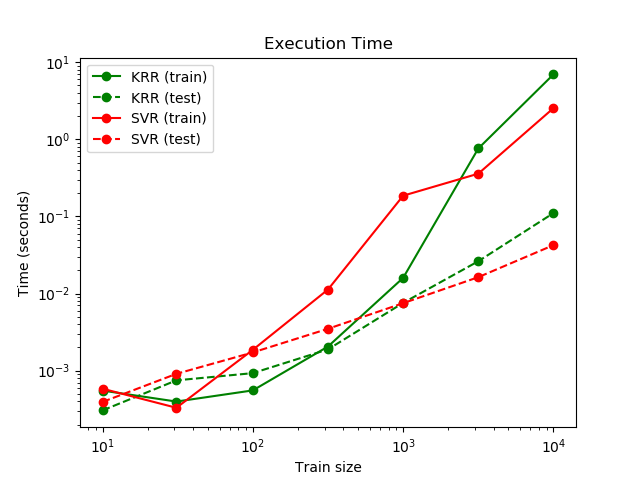 Execution Time
KRR (train)
KRR (test)
SVR (train)
SVR (test)
10¹
10⁰
10⁻¹
10⁻²
10⁻³
Time (seconds)
10¹ 10² 10³ 10⁴
Train size